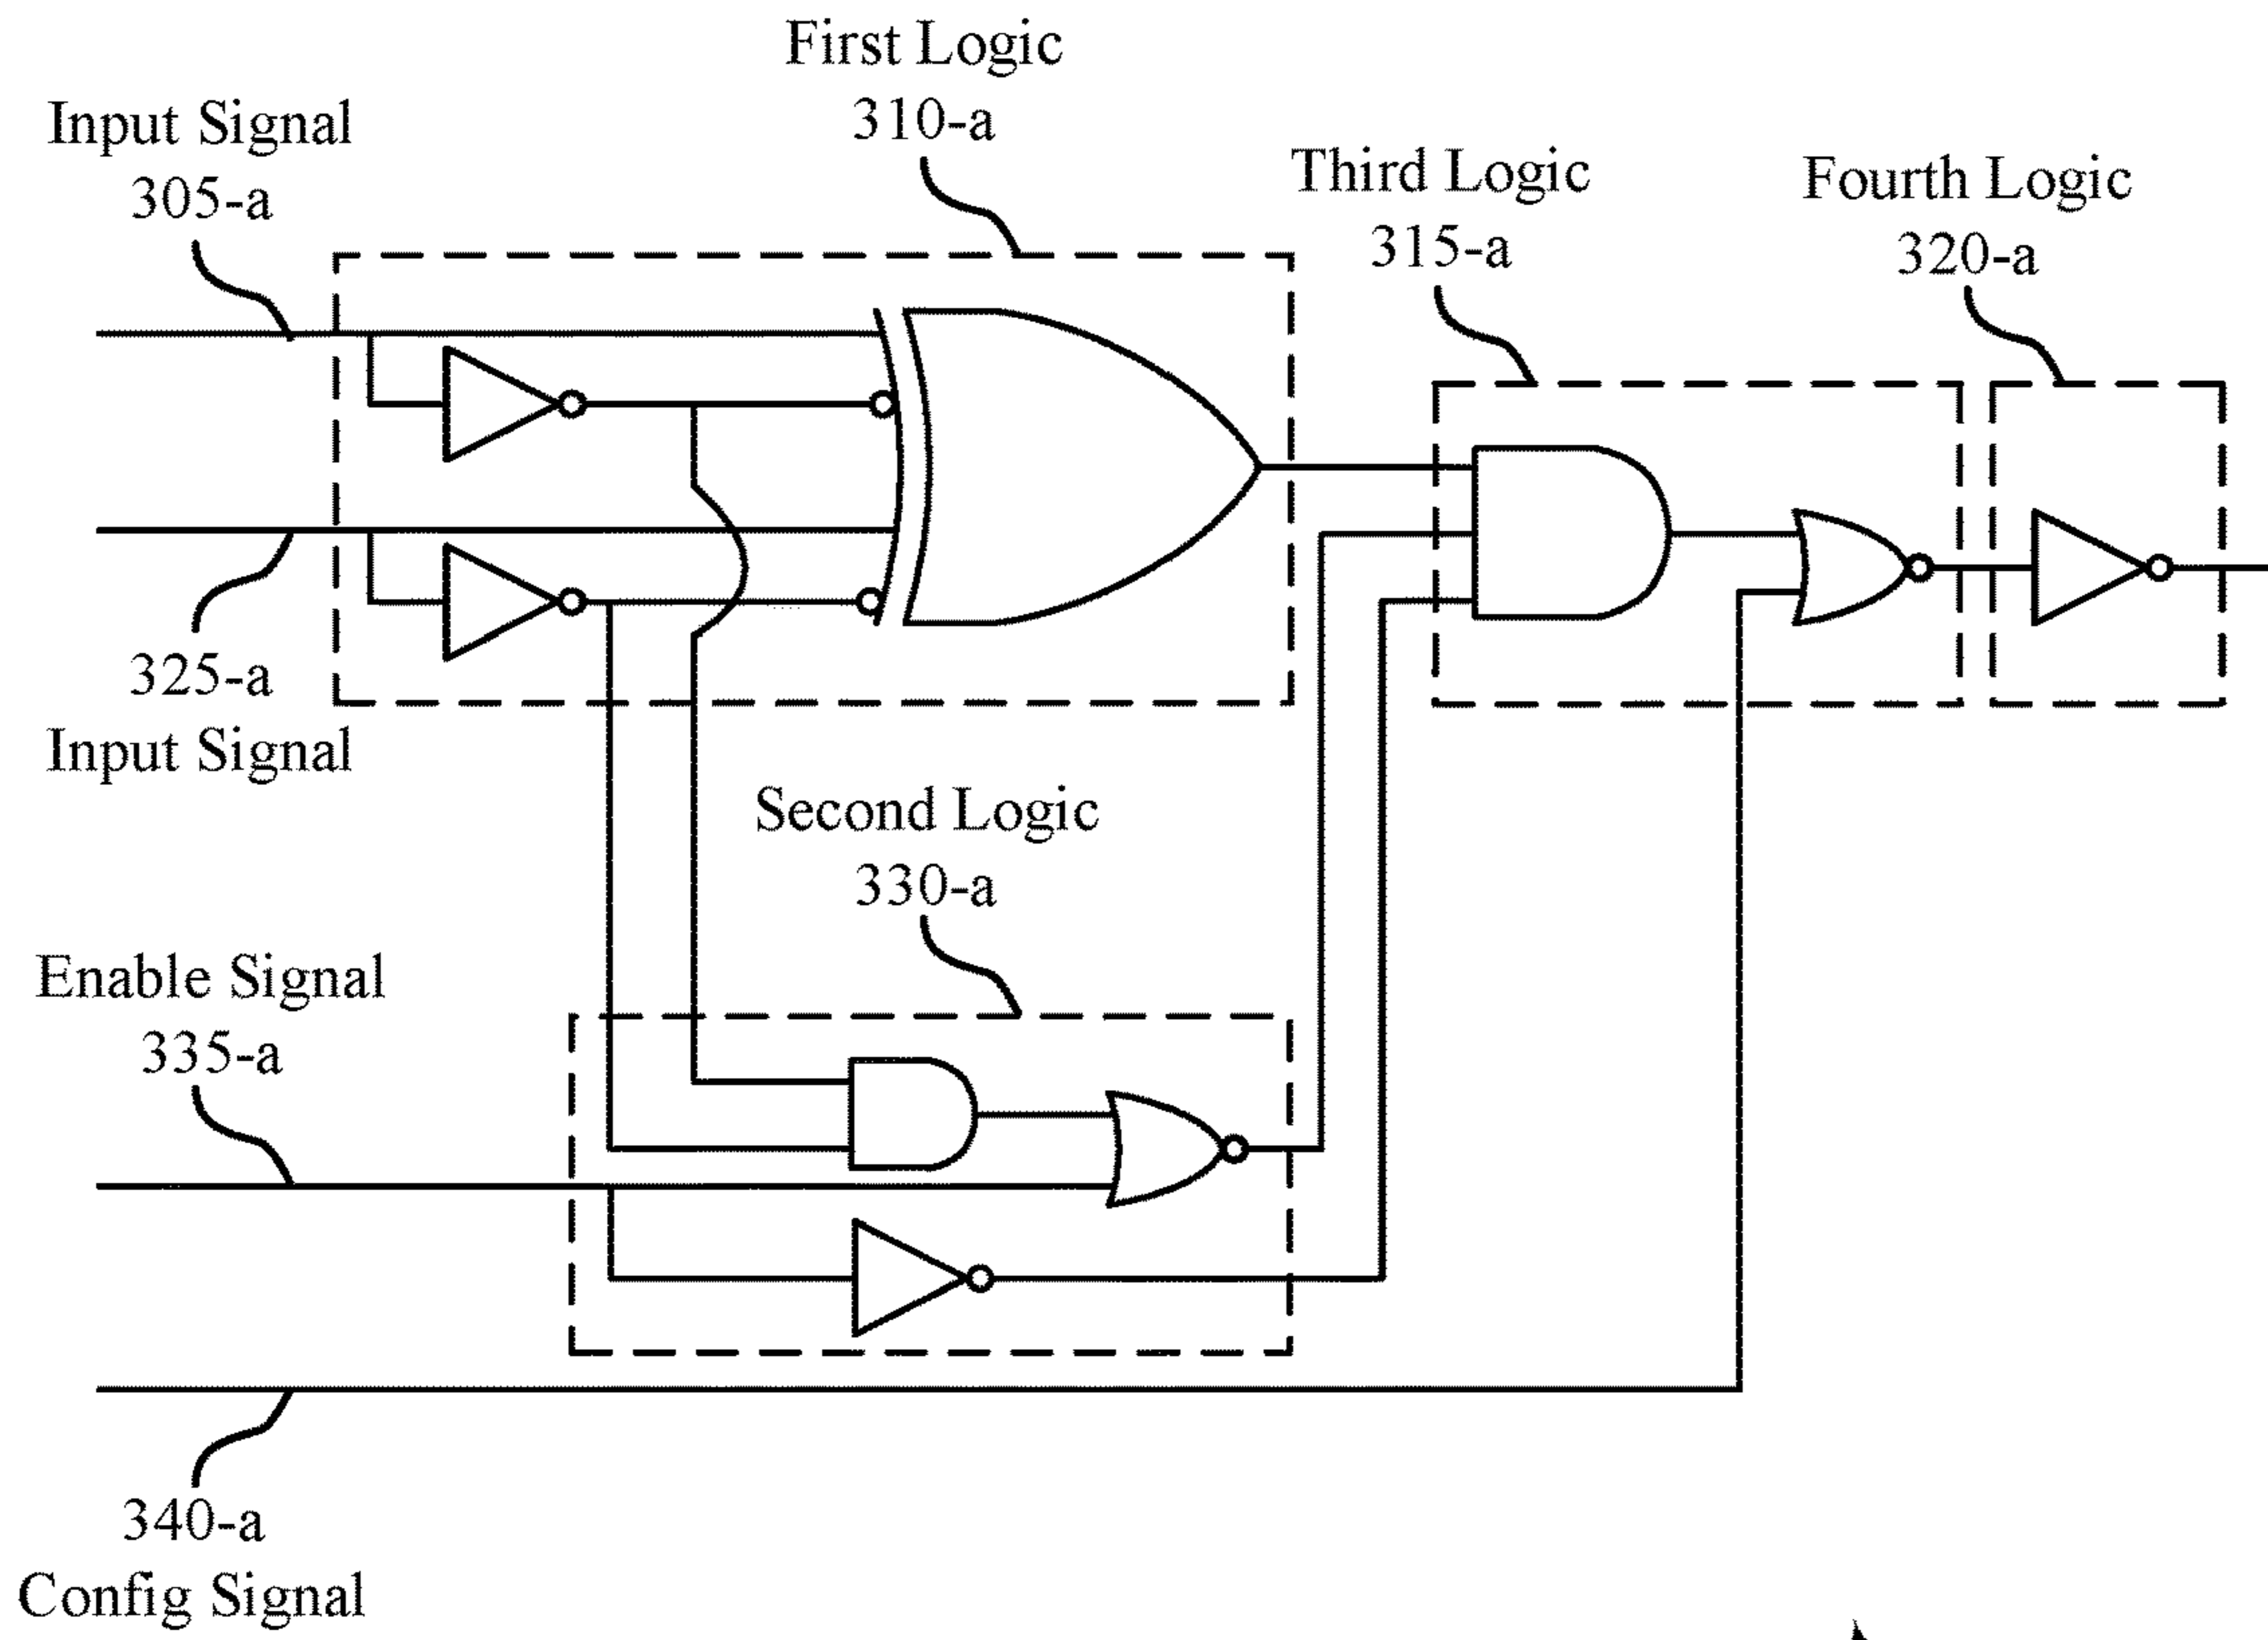 First Logic
310-a
Input Signal
305-a
Third Logic
315-a
Fourth Logic
320-a
325-a
Input Signal
Second Logic
330-a
Enable Signal
335-a
340-a
Config Signal